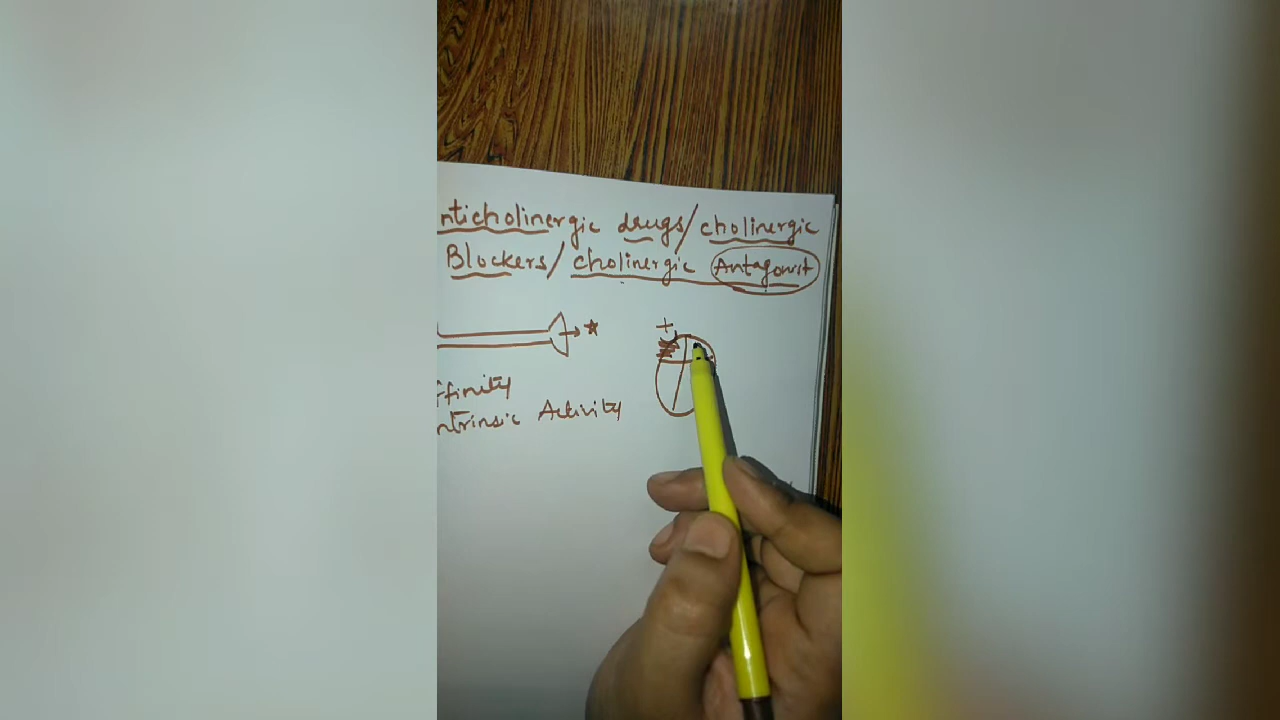 nticholinergic drugs/cholinergic
Blockers/cholinergic Antagonist
+
ffinity
ntrinsic Activity